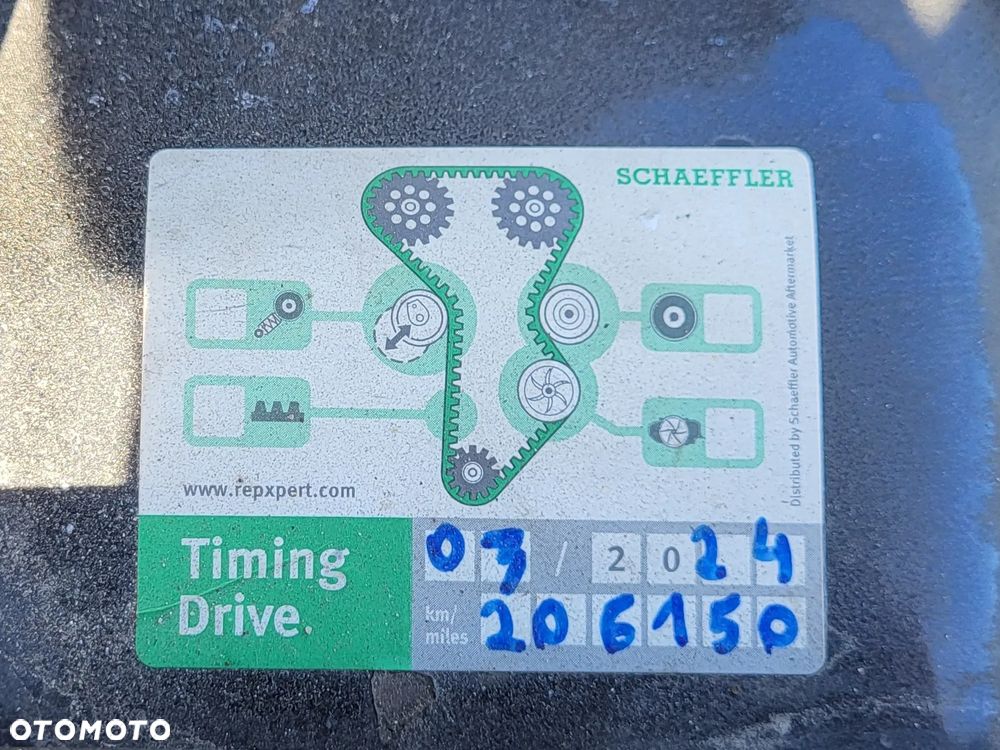 SCHAEFFLER
Distributed by Schaeffler Automotive Aftermarket
www.repxpert.com
Timing
Drive
03 / 2024
km/
miles
206150
OTOMOTO